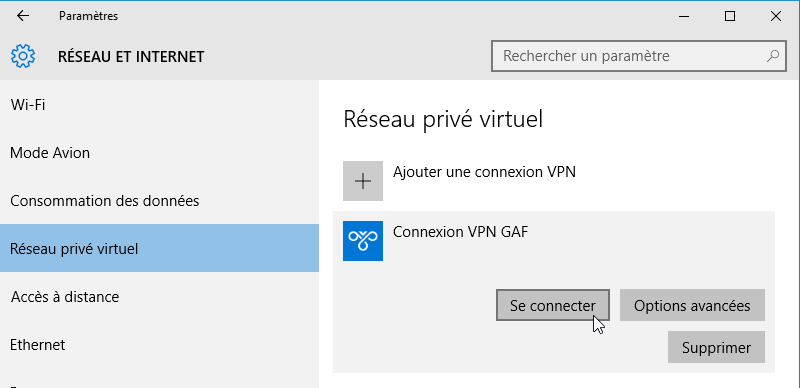 Paramètres
RÉSEAU ET INTERNET
Rechercher un paramètre
Wi-Fi
Mode Avion
Consommation des données
Réseau privé virtuel
Accès à distance
Ethernet
Réseau privé virtuel
Ajouter une connexion VPN
Connexion VPN GAF
Se connecter
Options avancées
Supprimer